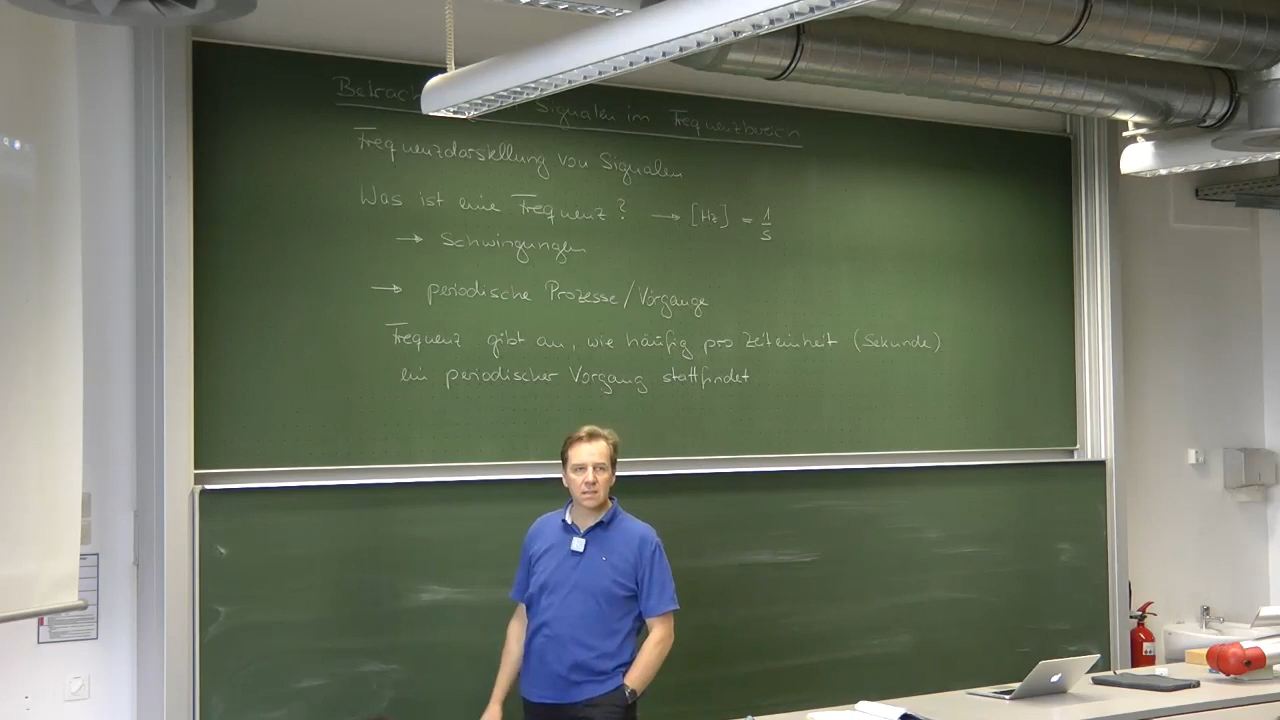 Betrach Signalen im Frequenzbereich
Frequenzdarstellung von Signalen
Was ist eine Frequenz? → [Hz] = 1/s
→ Schwingungen
→ periodische Prozesse/Vorgänge
Frequenz gibt an, wie häufig pro Zeiteinheit (Sekunde)
ein periodischer Vorgang stattfindet